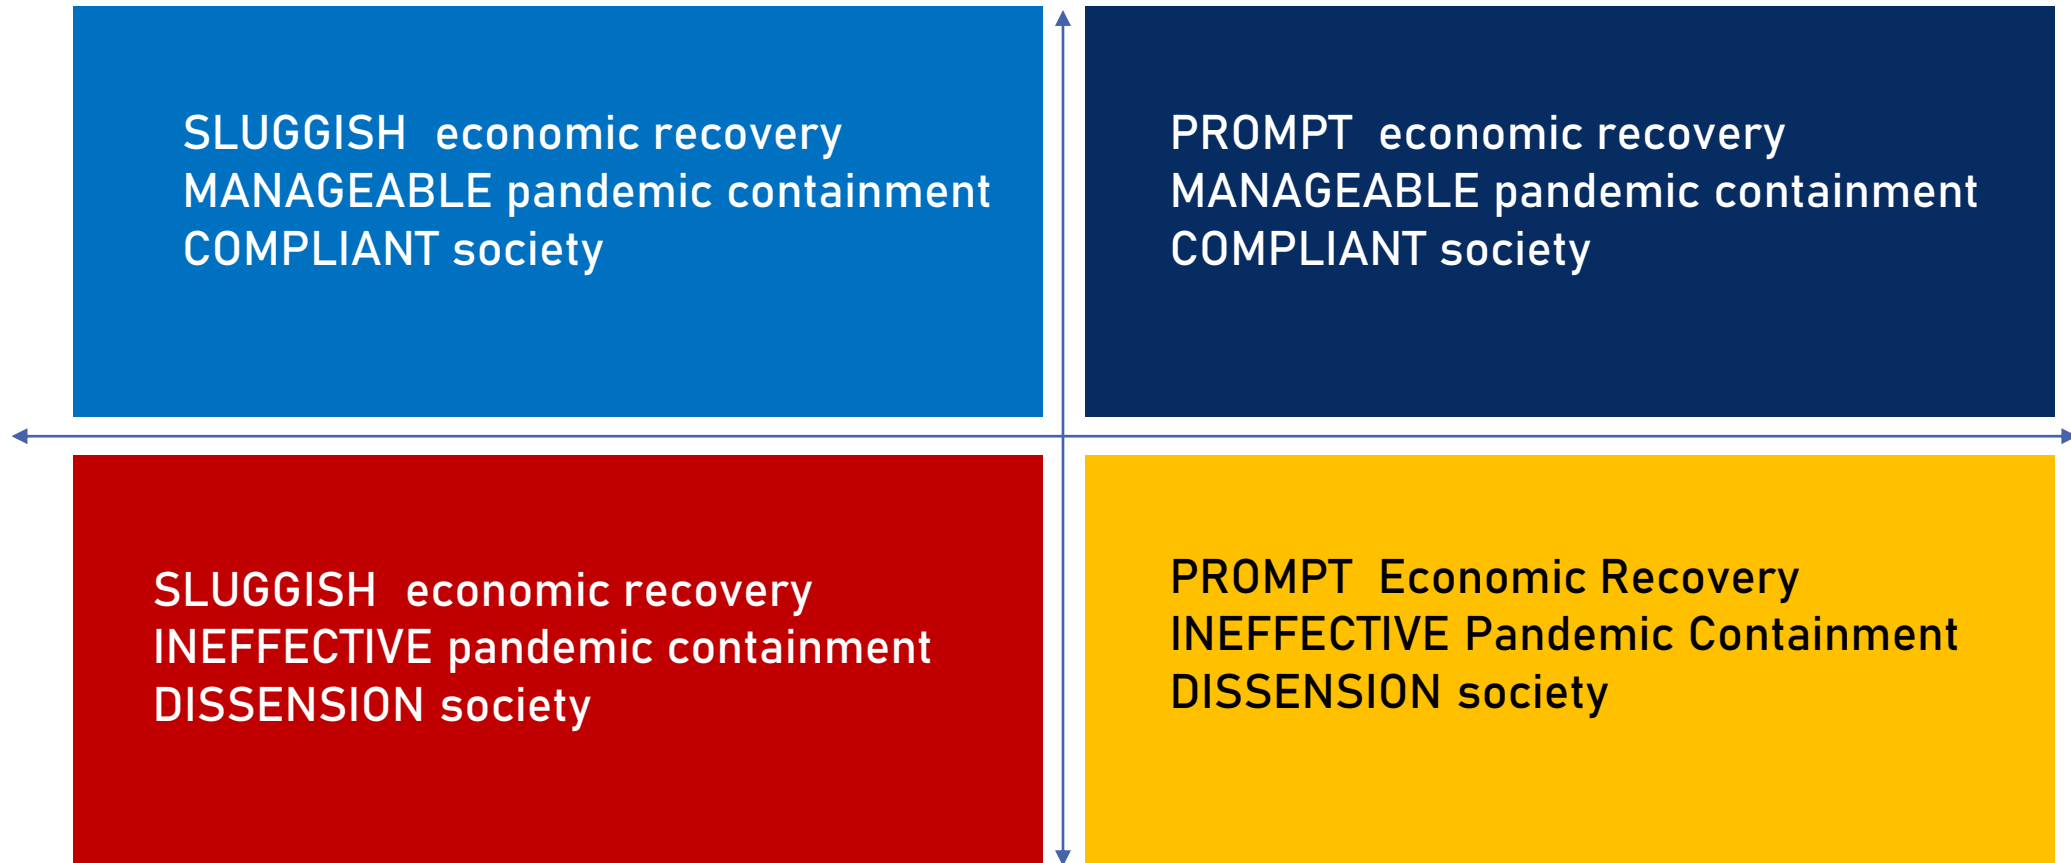 SLUGGISH economic recovery
MANAGEABLE pandemic containment
COMPLIANT society
PROMPT economic recovery
MANAGEABLE pandemic containment
COMPLIANT society
SLUGGISH economic recovery
INEFFECTIVE pandemic containment
DISSENSION society
PROMPT Economic Recovery
INEFFECTIVE Pandemic Containment
DISSENSION society